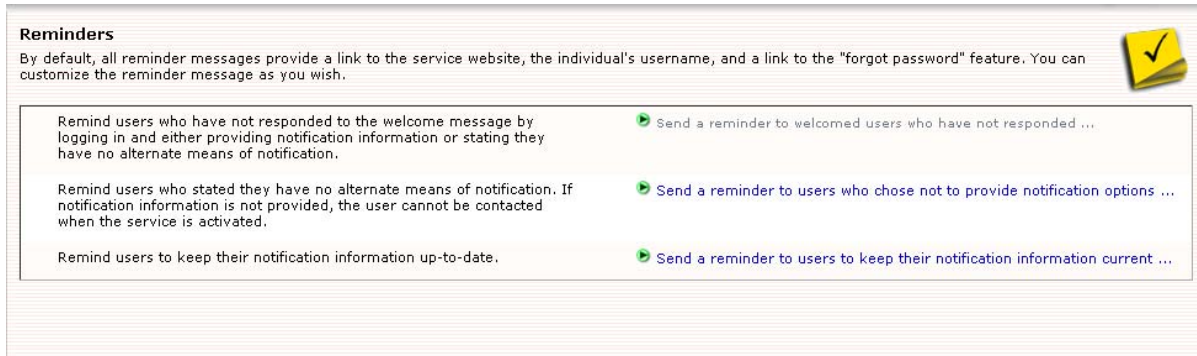 Reminders
By default, all reminder messages provide a link to the service website, the individual's username, and a link to the "forgot password" feature. You can
customize the reminder message as you wish.
Remind users who have not responded to the welcome message by
logging in and either providing notification information or stating they
have no alternate means of notification.
Send a reminder to welcomed users who have not responded ...
Remind users who stated they have no alternate means of notification. If
notification information is not provided, the user cannot be contacted
when the service is activated.
Send a reminder to users who chose not to provide notification options ...
Remind users to keep their notification information up-to-date.
Send a reminder to users to keep their notification information current ...